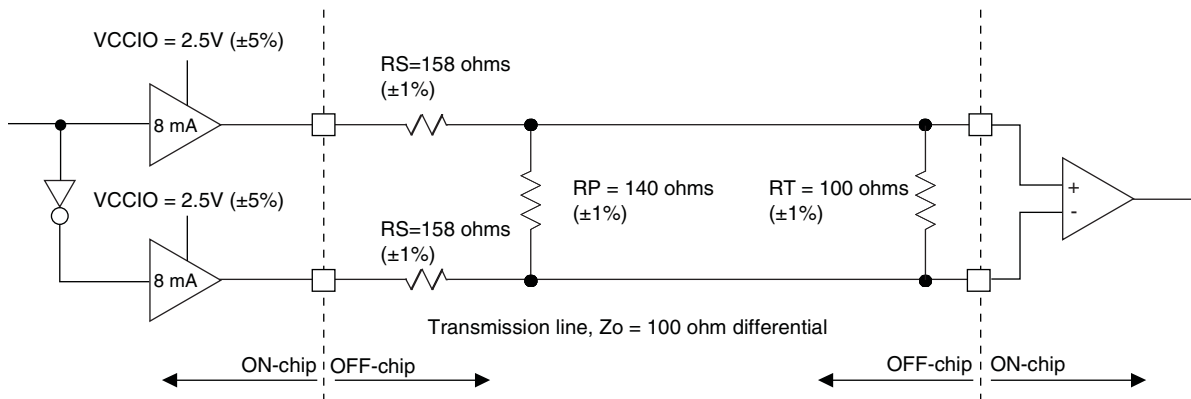 VCCIO = 2.5V (±5%)
8 mA
VCCIO = 2.5V (±5%)
8 mA
RS=158 ohms
(±1%)
RS=158 ohms
(±1%)
RP = 140 ohms
(±1%)
RT = 100 ohms
(±1%)
+
-
Transmission line, Zo = 100 ohm differential
ON-chip
OFF-chip
OFF-chip
ON-chip